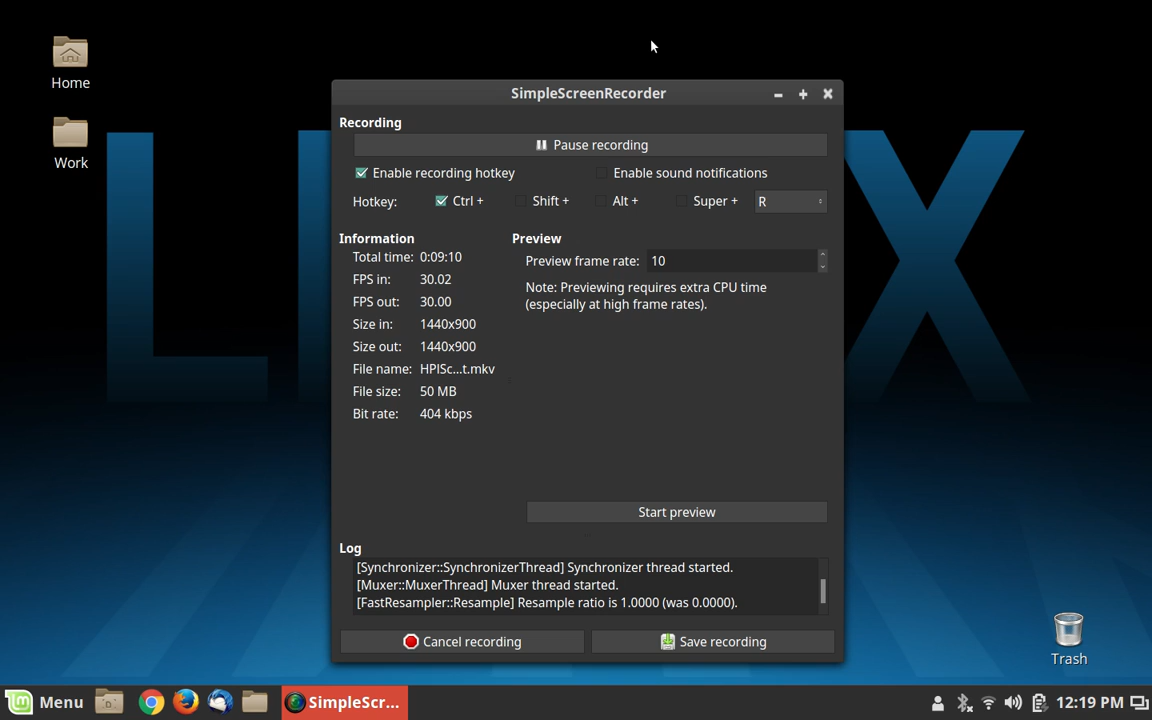 Home
Work
SimpleScreenRecorder
Recording
Pause recording
Enable recording hotkey
Enable sound notifications
Hotkey: Ctrl + Shift + Alt + Super + R
Information
Total time: 0:09:10
FPS in: 30.02
FPS out: 30.00
Size in: 1440x900
Size out: 1440x900
File name: HPISc...t.mkv
File size: 50 MB
Bit rate: 404 kbps
Preview
Preview frame rate: 10
Note: Previewing requires extra CPU time
(especially at high frame rates).
Start preview
Log
[Synchronizer::SynchronizerThread] Synchronizer thread started.
[Muxer::MuxerThread] Muxer thread started.
[FastResampler::Resample] Resample ratio is 1.0000 (was 0.0000).
Cancel recording
Save recording
Trash
Menu
SimpleScr...
12:19 PM